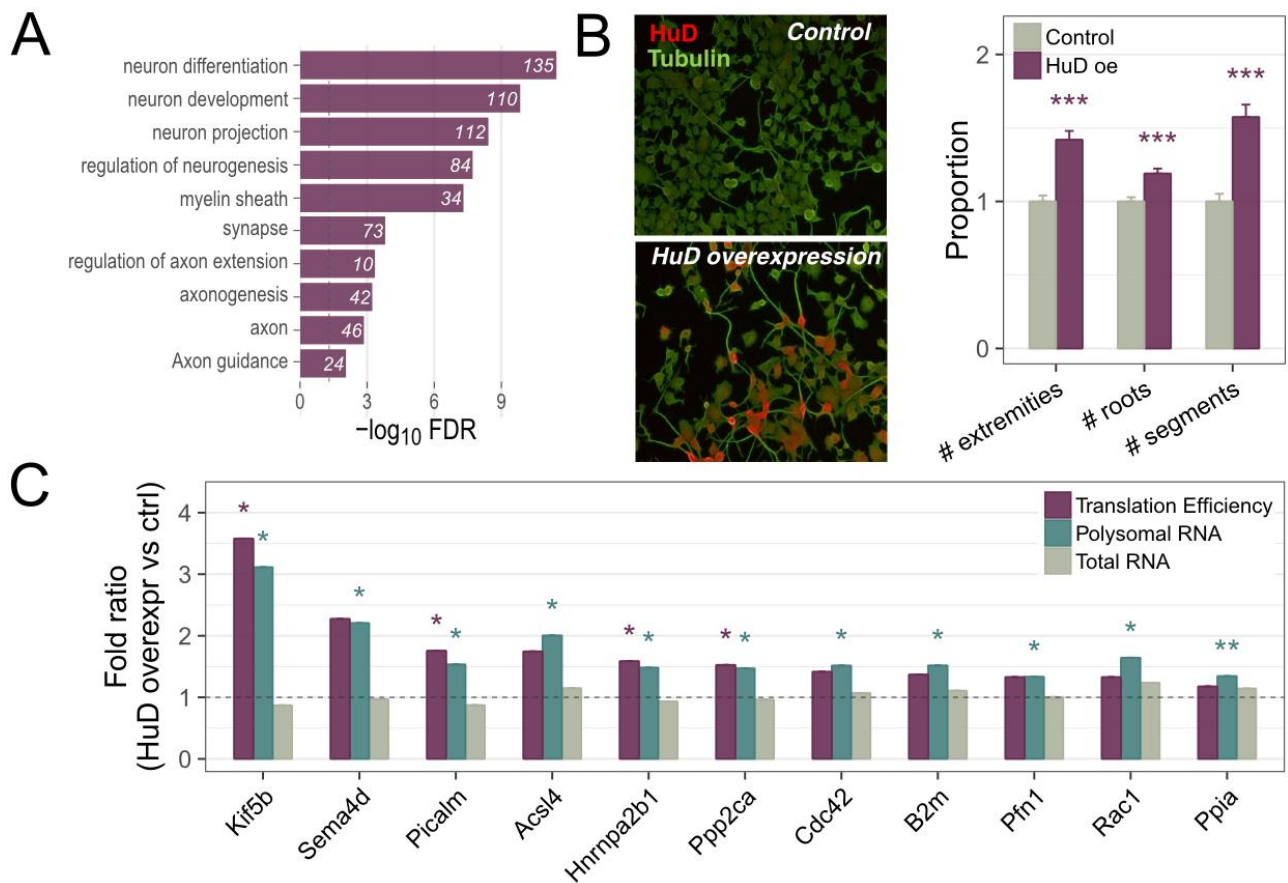 A
neuron differentiation 135
neuron development 110
neuron projection 112
regulation of neurogenesis 84
myelin sheath 34
synapse 73
regulation of axon extension 10
axonogenesis 42
axon 46
Axon guidance 24
0 3 6 9
−log10 FDR
B
HuD Control
Tubulin
HuD overexpression
Control
HuD oe
Proportion
2
1
0
***
***
***
# extremities
# roots
# segments
C
Fold ratio
(HuD overexpr vs ctrl)
4
3
2
1
0
Translation Efficiency
Polysomal RNA
Total RNA
* * * * * * * * * * * * * **
Kif5b
Sema4d
Picalm
Acsl4
Hnrnpa2b1
Ppp2ca
Cdc42
B2m
Pfn1
Rac1
Ppia